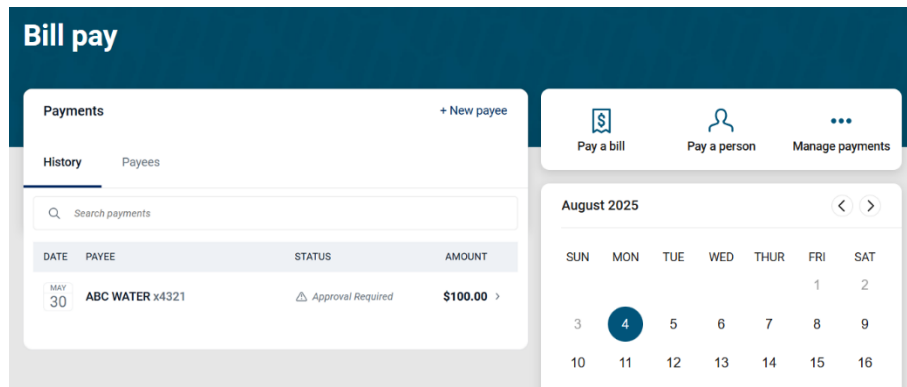 Bill pay
Payments
+ New payee
History Payees
Search payments
DATE PAYEE STATUS AMOUNT
MAY
30
ABC WATER x4321 Approval Required $100.00
Pay a bill Pay a person Manage payments
August 2025
SUN MON TUE WED THUR FRI SAT
1 2
3 4 5 6 7 8 9
10 11 12 13 14 15 16